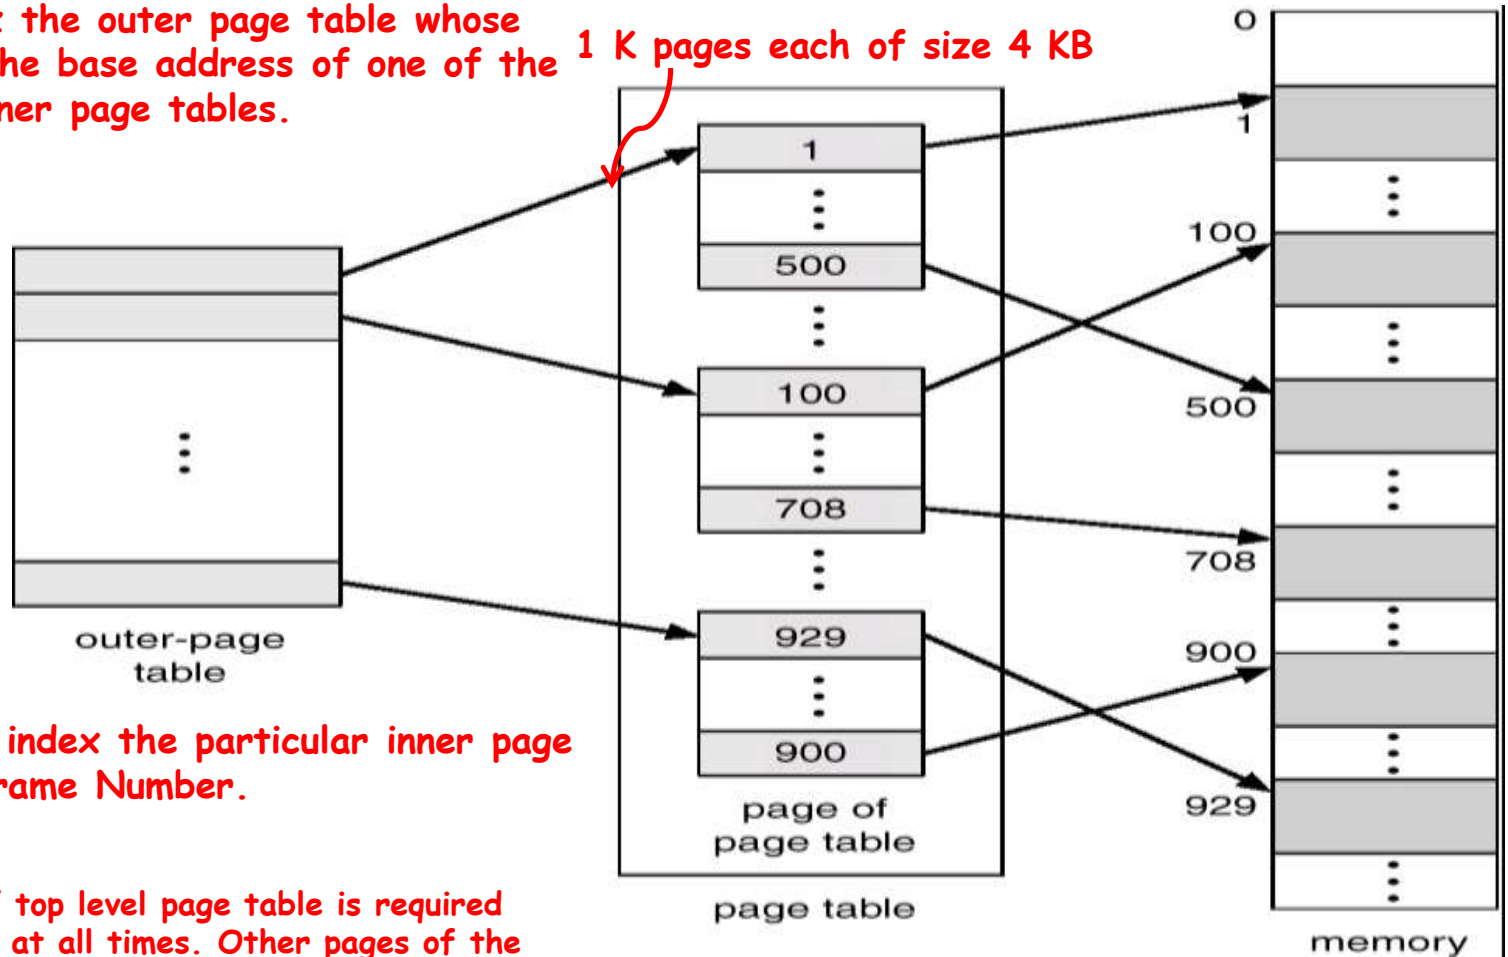 the outer page table whose
he base address of one of the
ner page tables.
1 K pages each of size 4 KB
outer-page
table
index the particular inner page
rame Number.
top level page table is required
at all times. Other pages of the
1
500
100
708
929
900
page of
page table
page table
0
1
100
500
708
900
929
memory